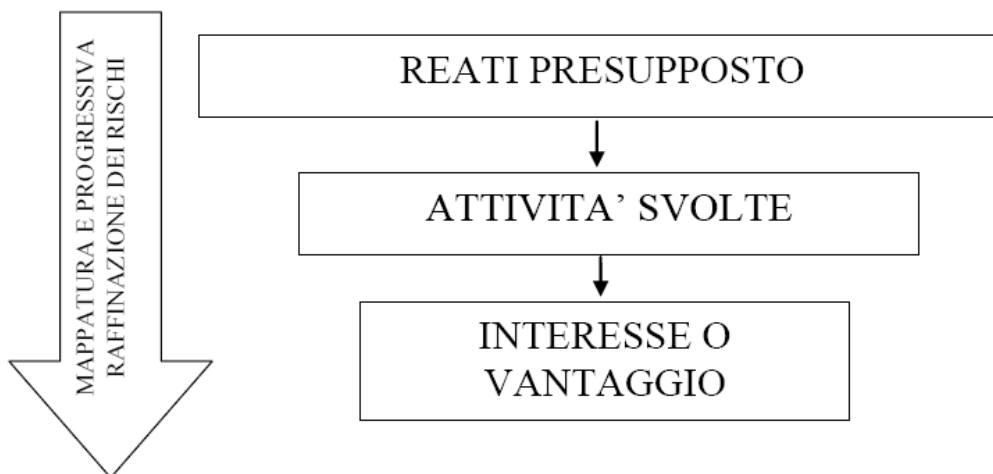 MAPPATURA E PROGRESSIVA
RAFFINAZIONE DEI RISCHI
REATI PRESUPPOSTO
ATTIVITA’ SVOLTE
INTERESSE O
VANTAGGIO